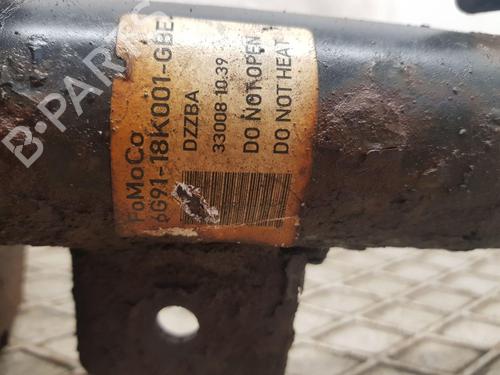 FoMoCo
6G91-18K001-GBE
DZZBA
33008 10.39
DO NOT OPEN
DO NOT HEAT
B-PARTS